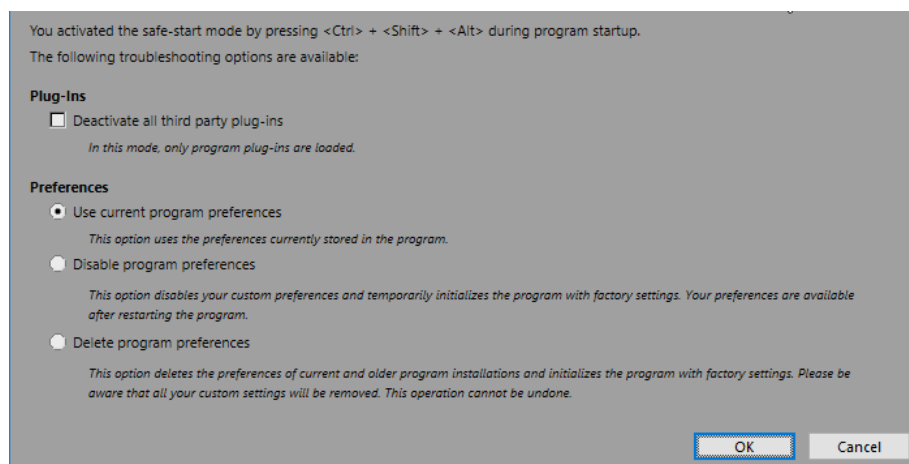 You activated the safe-start mode by pressing <Ctrl> + <Shift> + <Alt> during program startup.
The following troubleshooting options are available:
Plug-Ins
Deactivate all third party plug-ins
In this mode, only program plug-ins are loaded.
Preferences
Use current program preferences
This option uses the preferences currently stored in the program.
Disable program preferences
This option disables your custom preferences and temporarily initializes the program with factory settings. Your preferences are available
after restarting the program.
Delete program preferences
This option deletes the preferences of current and older program installations and initializes the program with factory settings. Please be
aware that all your custom settings will be removed. This operation cannot be undone.
OK Cancel